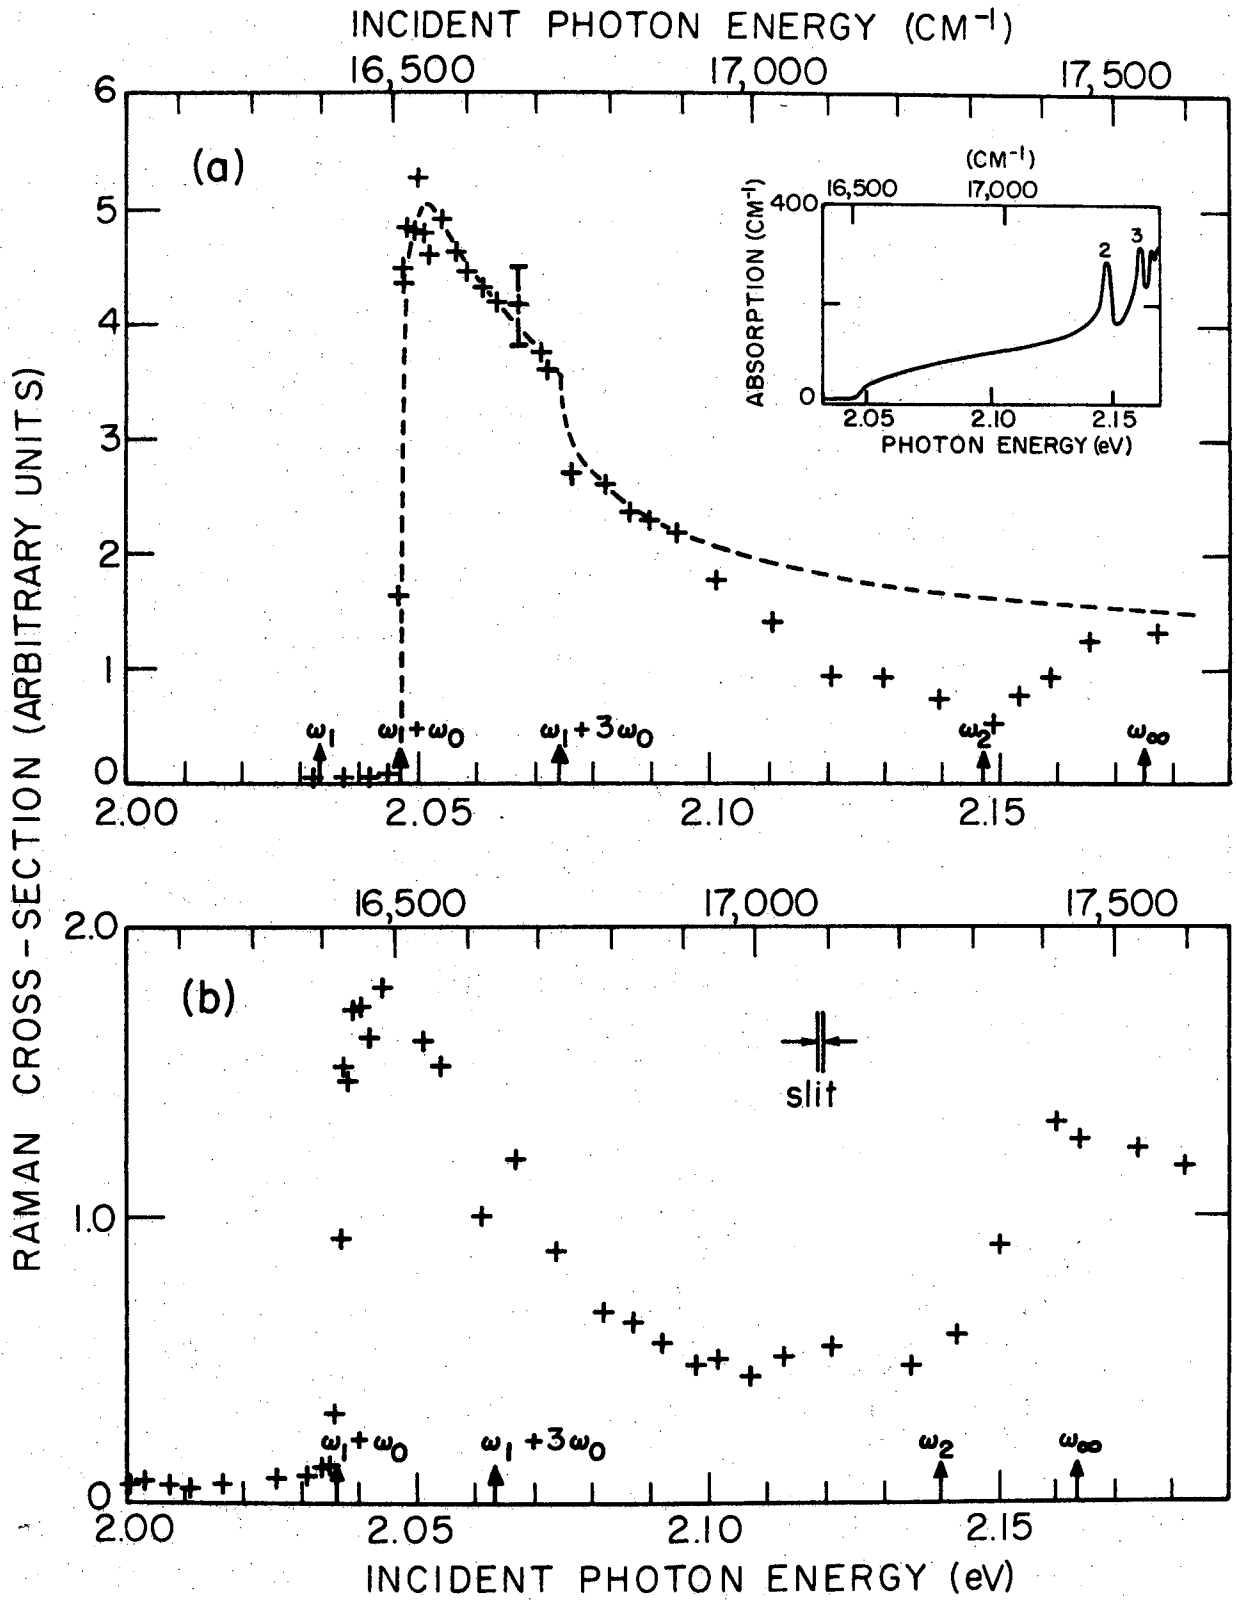 INCIDENT PHOTON ENERGY (CM⁻¹)
16,500 17,000 17,500
6
(a)
5
4
3
2
1
0
(CM⁻¹)
16,500 17,000
400
ABSORPTION (CM⁻¹)
2 3
0
2.05 2.10 2.15
PHOTON ENERGY (eV)
ω₁ ω₁+ω₀ ω₁+3ω₀ ω₂ ω∞
2.00 2.05 2.10 2.15
RAMAN CROSS-SECTION (ARBITRARY UNITS)
16,500 17,000 17,500
2.0
(b)
slit
1.0
ω₁+ω₀ ω₁+3ω₀ ω₂ ω∞
0
2.00 2.05 2.10 2.15
INCIDENT PHOTON ENERGY (eV)